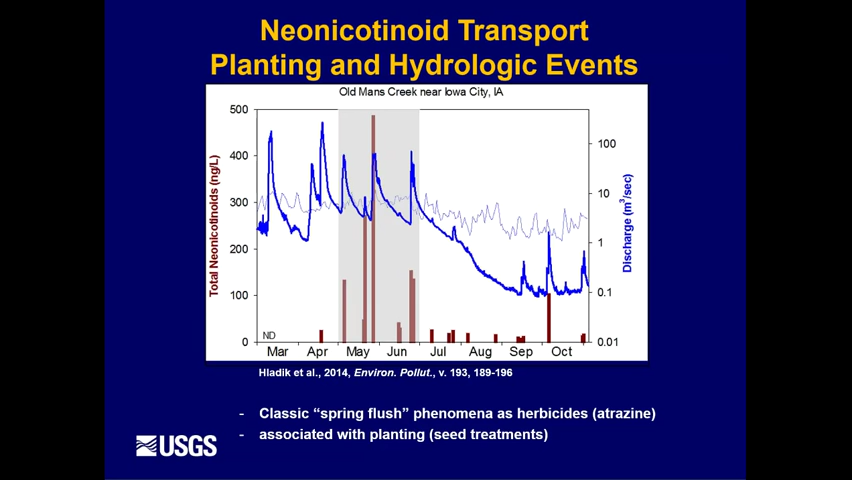 Neonicotinoid Transport
Planting and Hydrologic Events
Old Mans Creek near Iowa City, IA
Total Neonicotinoids (ng/L)
500
400
300
200
100
0
ND
Mar Apr May Jun Jul Aug Sep Oct
100
10
1
0.1
0.01
Discharge (m³/sec)
Hladik et al., 2014, Environ. Pollut., v. 193, 189-196
- Classic “spring flush” phenomena as herbicides (atrazine)
- associated with planting (seed treatments)
USGS